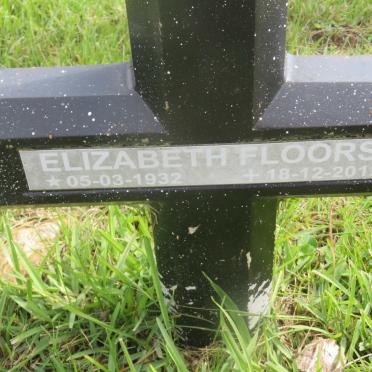 ELIZABETH FLOORS
★ 05-03-1932 ✝ 18-12-201